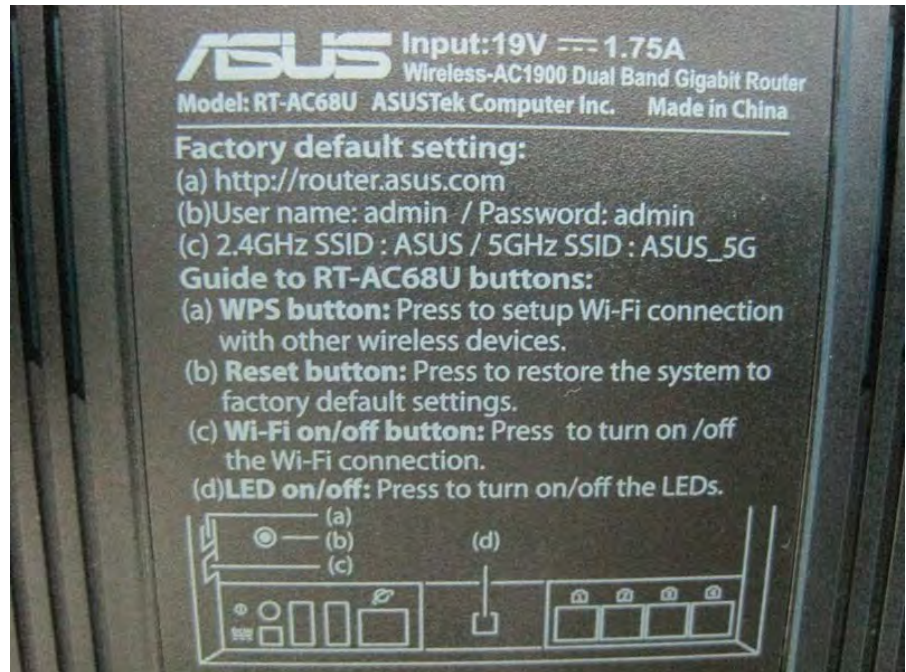 ASUS Input:19V ⎓ 1.75A
Wireless-AC1900 Dual Band Gigabit Router
Model: RT-AC68U ASUSTek Computer Inc. Made in China
Factory default setting:
(a) http://router.asus.com
(b)User name: admin / Password: admin
(c) 2.4GHz SSID : ASUS / 5GHz SSID : ASUS_5G
Guide to RT-AC68U buttons:
(a) WPS button: Press to setup Wi-Fi connection
with other wireless devices.
(b) Reset button: Press to restore the system to
factory default settings.
(c) Wi-Fi on/off button: Press to turn on /off
the Wi-Fi connection.
(d)LED on/off: Press to turn on/off the LEDs.
(a)
(b) (d)
(c)
1 2 3 4